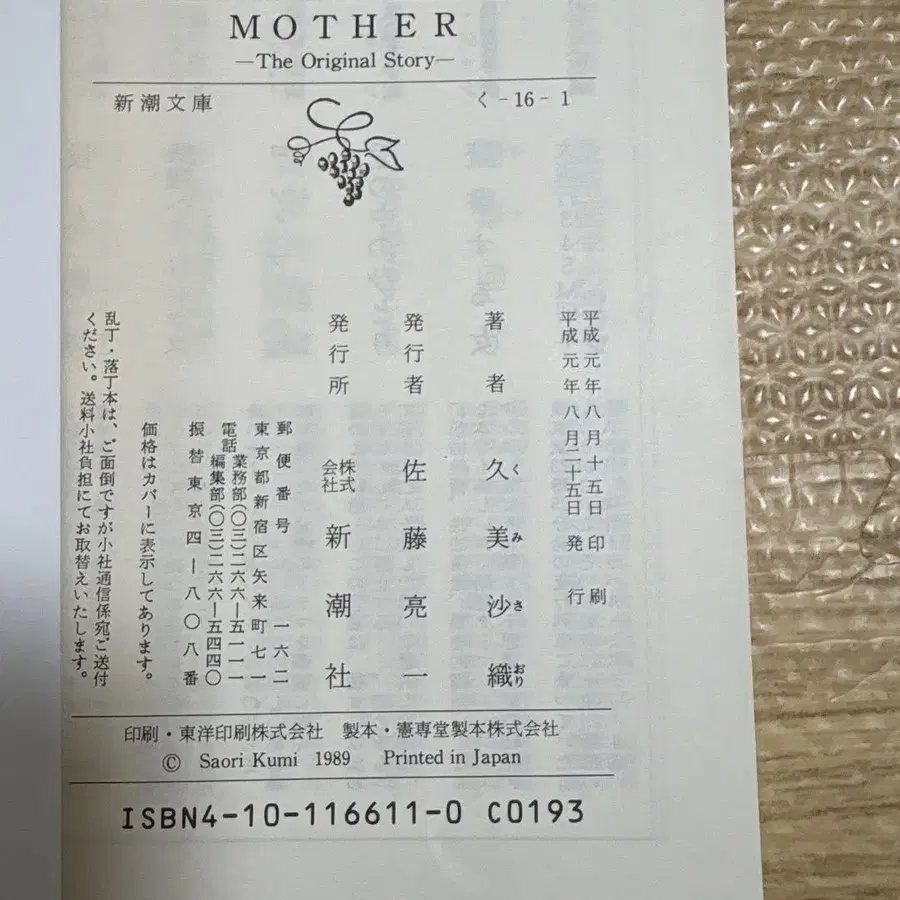 MOTHER
—The Original Story—
新潮文庫
く-16-1
平成元年八月十五日印刷
平成元年八月二十五日発行
著者 久美沙織
くみさおり
発行者 佐藤亮一
発行所 株式会社 新潮社
郵便番号 一六二
東京都新宿区矢来町七一
電話 業務部(〇三)二六六—五一一一
編集部(〇三)二六六—五四四〇
振替東京四—八〇八番
価格はカバーに表示してあります。
乱丁・落丁本は、ご面倒ですが小社通信係宛ご送付
ください。送料小社負担にてお取替えいたします。
印刷・東洋印刷株式会社 製本・憲専堂製本株式会社
© Saori Kumi 1989 Printed in Japan
ISBN4-10-116611-0 C0193